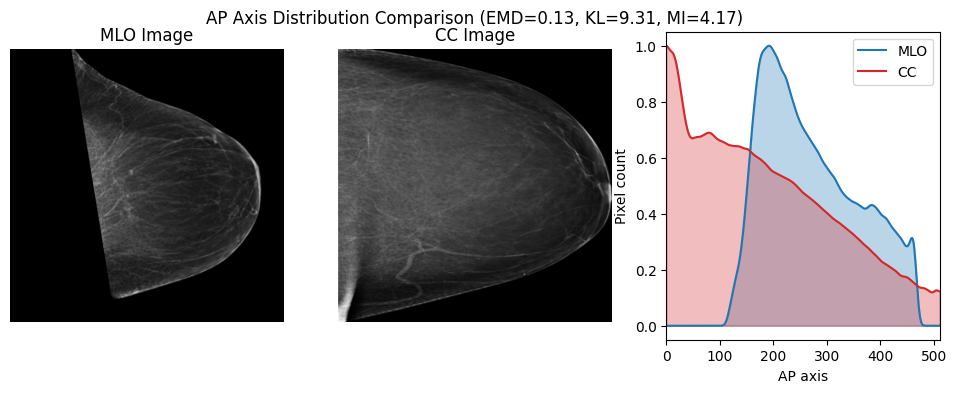 AP Axis Distribution Comparison (EMD=0.13, KL=9.31, MI=4.17)
MLO Image
CC Image
MLO
CC
Pixel count
1.0
0.8
0.6
0.4
0.2
0.0
0 100 200 300 400 500
AP axis